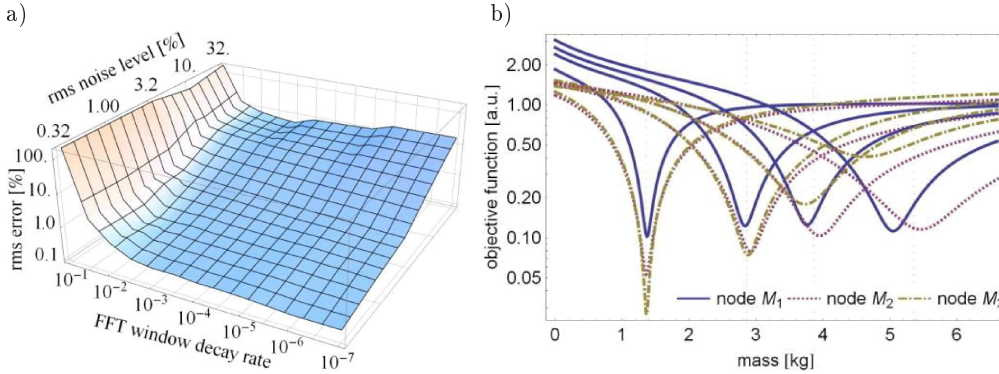 a)
rms noise level [%]
0.32 1.00 3.2 10. 32.
rms error [%]
100.
10.
1.0
0.1
10⁻¹ 10⁻² 10⁻³ 10⁻⁴ 10⁻⁵ 10⁻⁶ 10⁻⁷
FFT window decay rate
b)
objective function [a.u.]
2.00
1.00
0.50
0.20
0.10
0.05
node M₁ node M₂ node M
0 1 2 3 4 5 6
mass [kg]